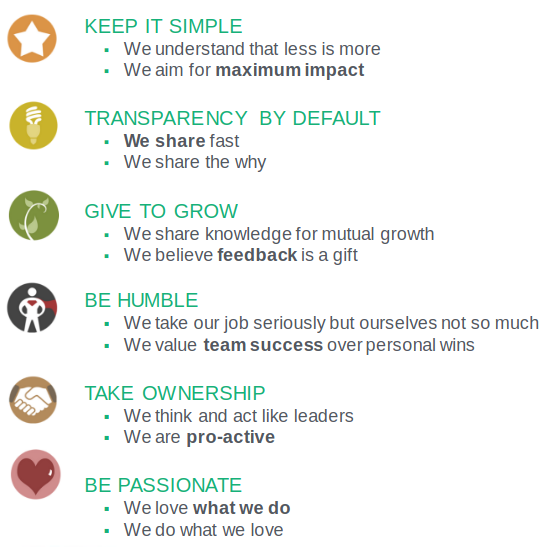 KEEP IT SIMPLE
▪ We understand that less is more
▪ We aim for maximum impact
TRANSPARENCY BY DEFAULT
▪ We share fast
▪ We share the why
GIVE TO GROW
▪ We share knowledge for mutual growth
▪ We believe feedback is a gift
BE HUMBLE
▪ We take our job seriously but ourselves not so much
▪ We value team success over personal wins
TAKE OWNERSHIP
▪ We think and act like leaders
▪ We are pro-active
BE PASSIONATE
▪ We love what we do
▪ We do what we love